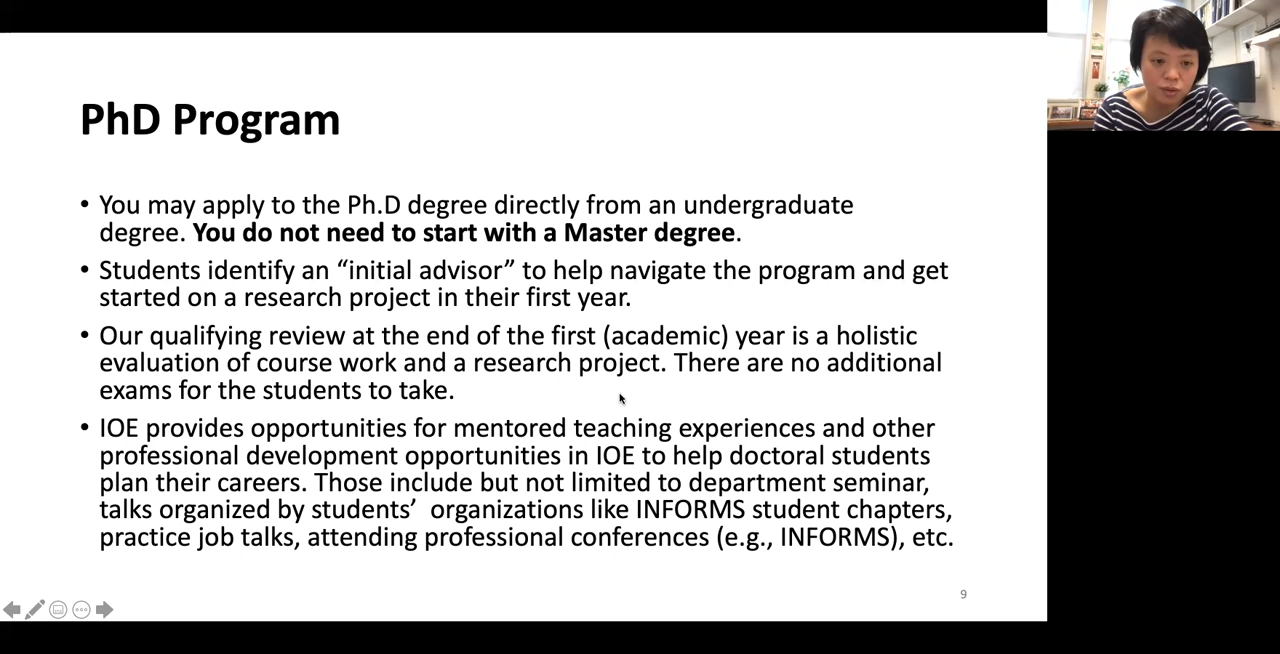 PhD Program
• You may apply to the Ph.D degree directly from an undergraduate
degree. You do not need to start with a Master degree.
• Students identify an “initial advisor” to help navigate the program and get
started on a research project in their first year.
• Our qualifying review at the end of the first (academic) year is a holistic
evaluation of course work and a research project. There are no additional
exams for the students to take.
• IOE provides opportunities for mentored teaching experiences and other
professional development opportunities in IOE to help doctoral students
plan their careers. Those include but not limited to department seminar,
talks organized by students’ organizations like INFORMS student chapters,
practice job talks, attending professional conferences (e.g., INFORMS), etc.
9